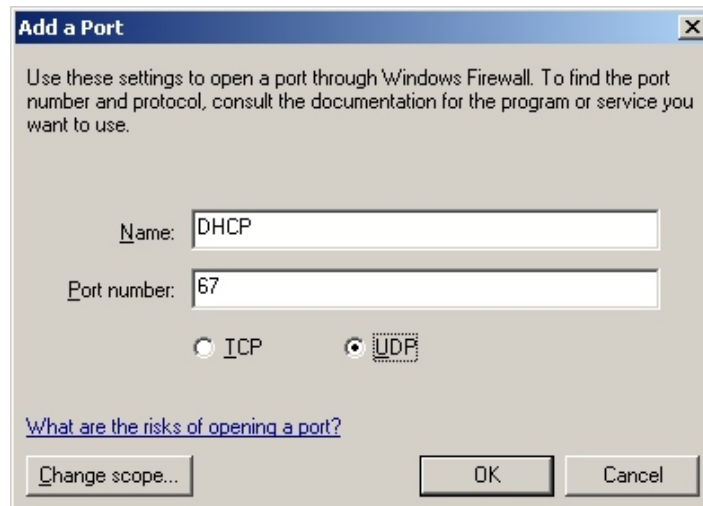 Add a Port
Use these settings to open a port through Windows Firewall. To find the port
number and protocol, consult the documentation for the program or service you
want to use.
Name: DHCP
Port number: 67
TCP UDP
What are the risks of opening a port?
Change scope... OK Cancel